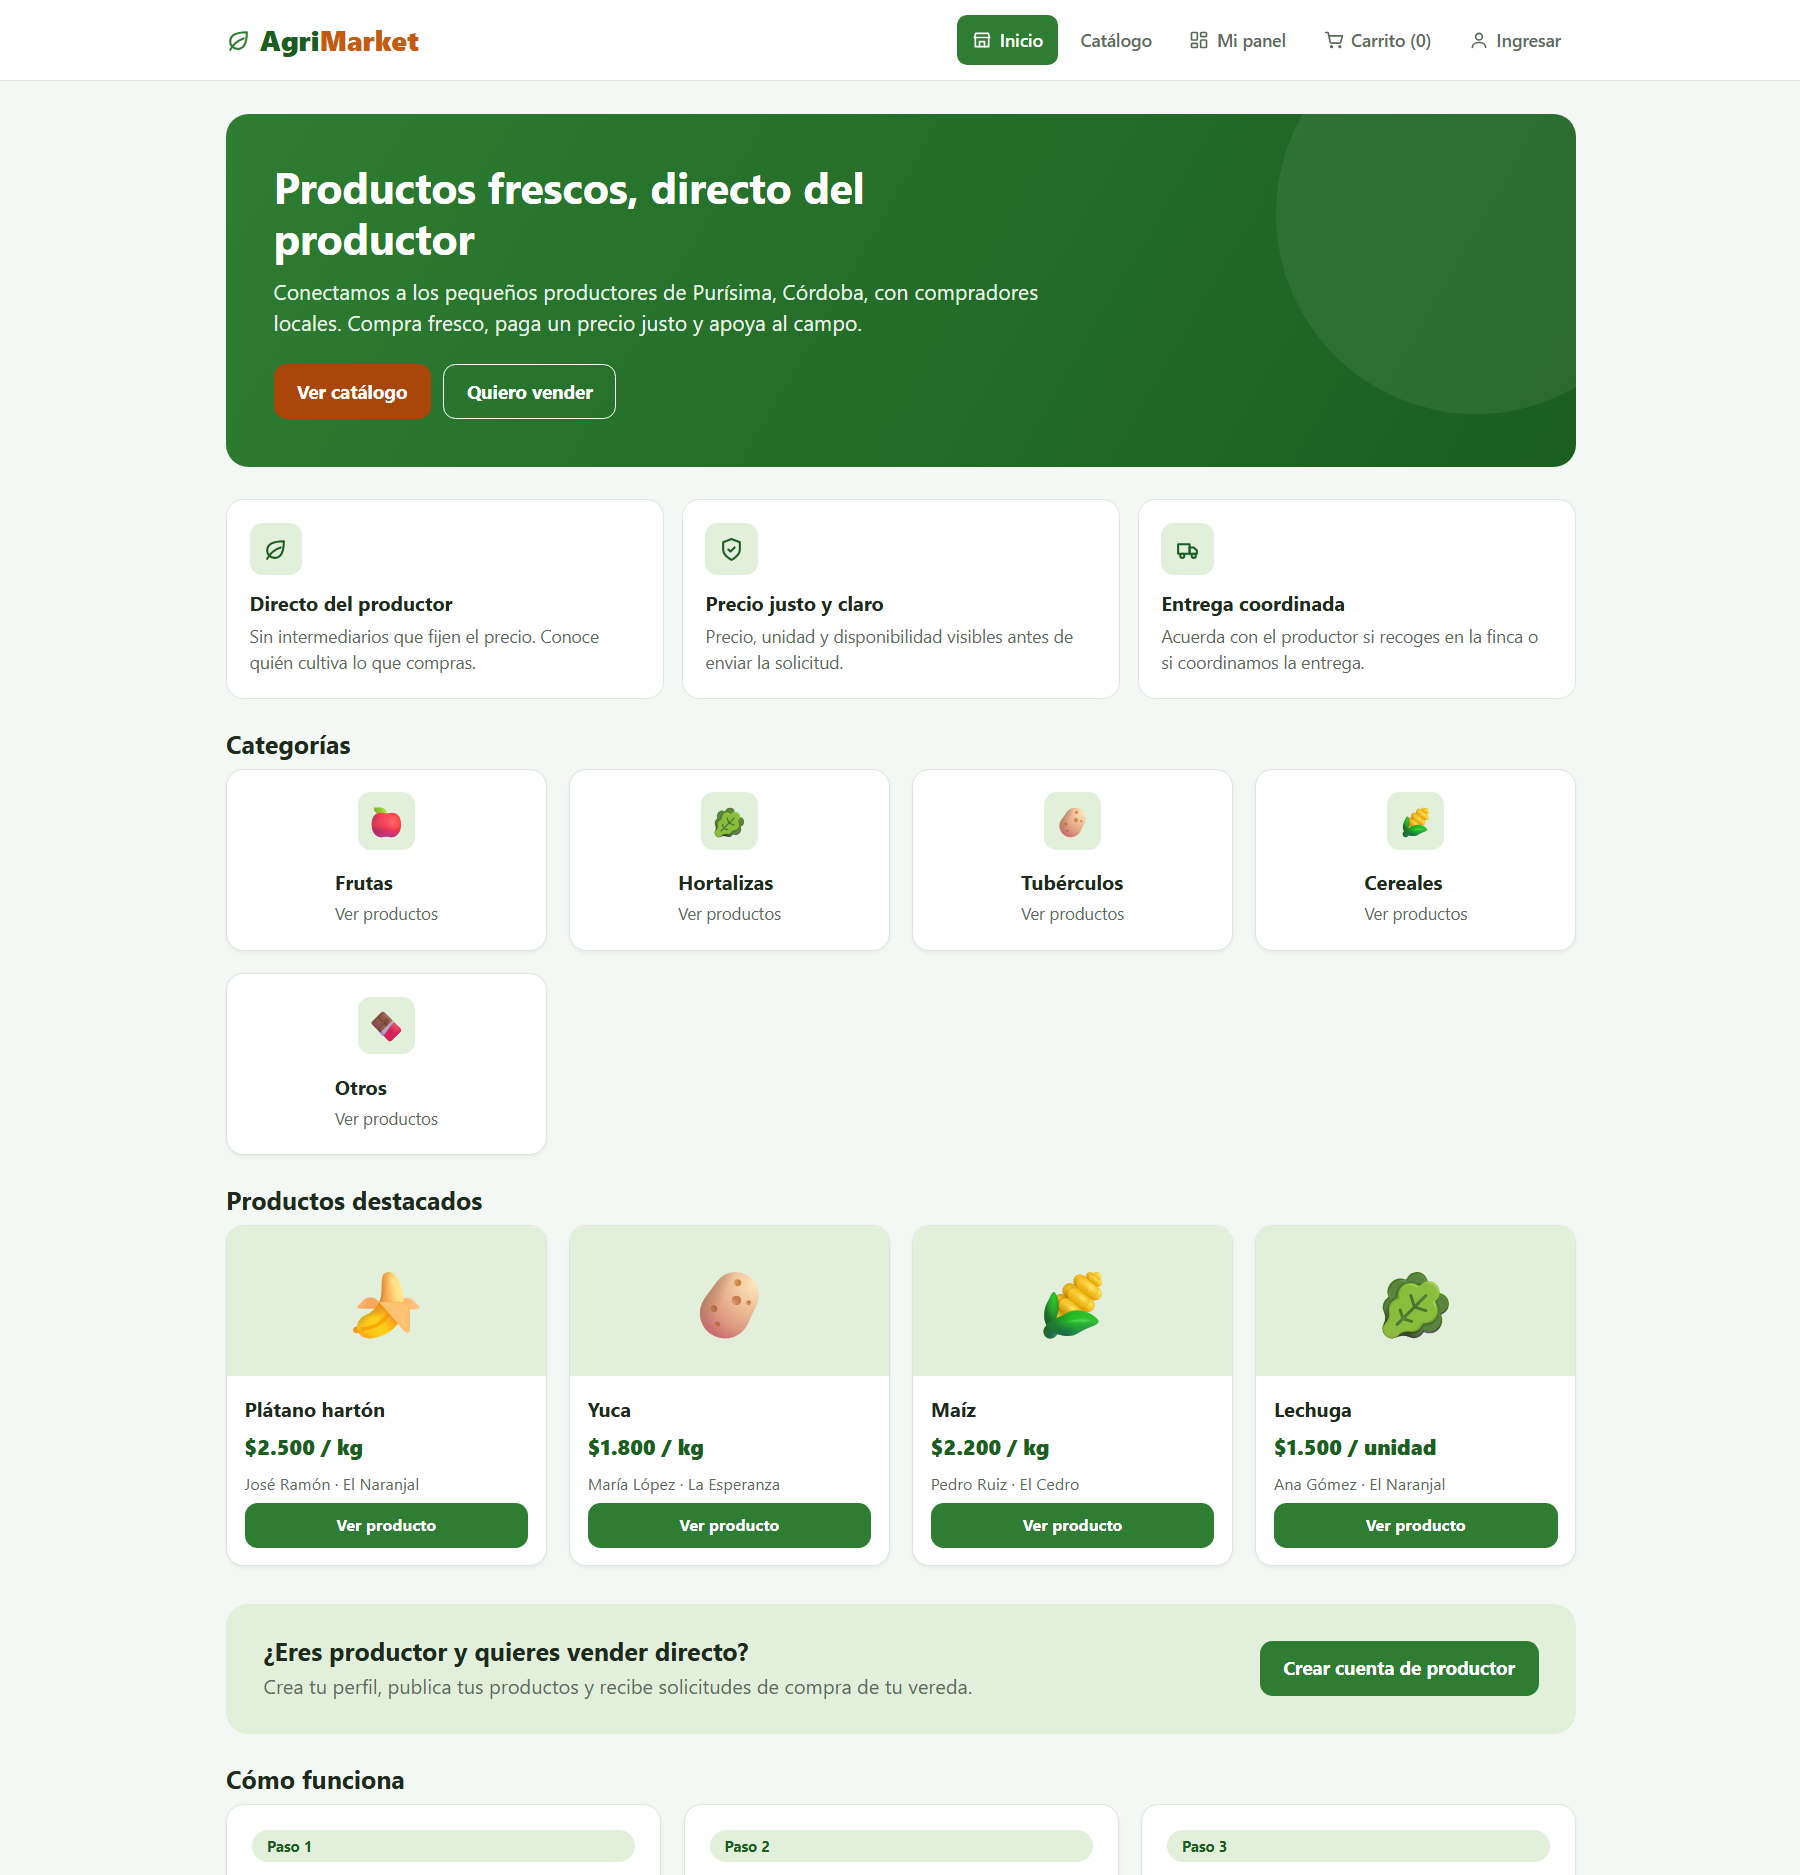 AgriMarket
Inicio
Catálogo
Mi panel
Carrito (0)
Ingresar
Productos frescos, directo del
productor
Conectamos a los pequeños productores de Purísima, Córdoba, con compradores
locales. Compra fresco, paga un precio justo y apoya al campo.
Ver catálogo
Quiero vender
Directo del productor
Sin intermediarios que fijen el precio. Conoce
quién cultiva lo que compras.
Precio justo y claro
Precio, unidad y disponibilidad visibles antes de
enviar la solicitud.
Entrega coordinada
Acuerda con el productor si recoges en la finca o
si coordinamos la entrega.
Categorías
Frutas
Ver productos
Hortalizas
Ver productos
Tubérculos
Ver productos
Cereales
Ver productos
Otros
Ver productos
Productos destacados
Plátano hartón
$2.500 / kg
José Ramón · El Naranjal
Ver producto
Yuca
$1.800 / kg
María López · La Esperanza
Ver producto
Maíz
$2.200 / kg
Pedro Ruiz · El Cedro
Ver producto
Lechuga
$1.500 / unidad
Ana Gómez · El Naranjal
Ver producto
¿Eres productor y quieres vender directo?
Crea tu perfil, publica tus productos y recibe solicitudes de compra de tu vereda.
Crear cuenta de productor
Cómo funciona
Paso 1
Paso 2
Paso 3